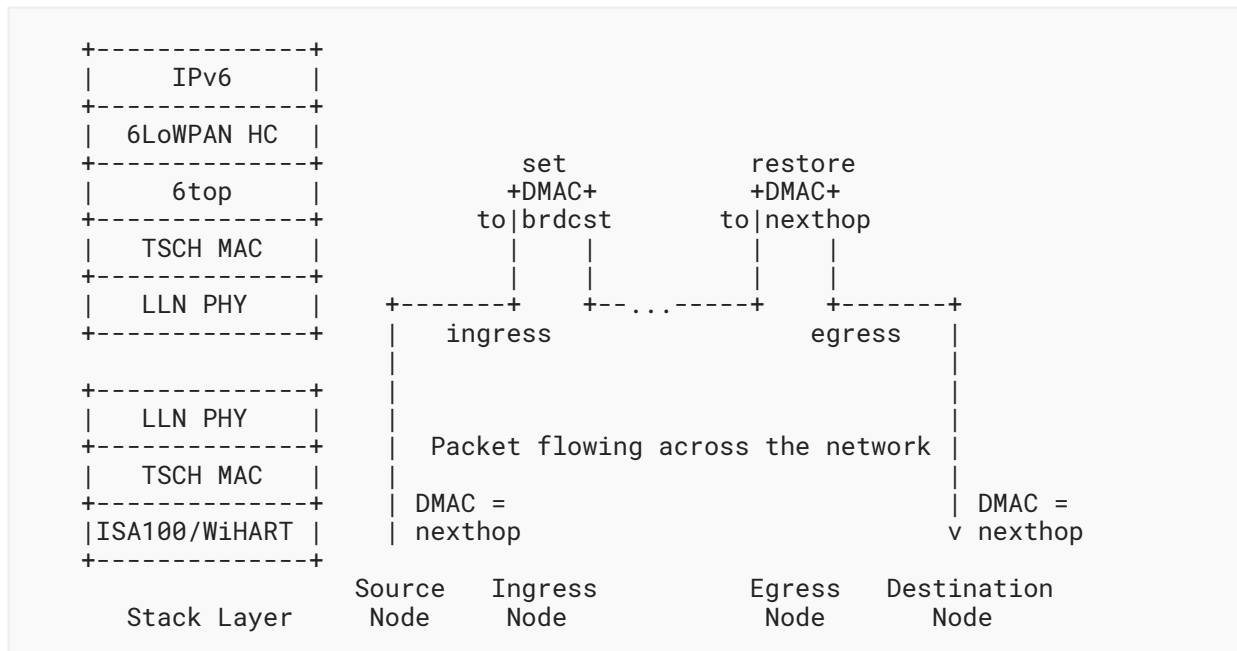 +--------------+
|     IPv6     |
+--------------+
|  6LoWPAN HC  |
+--------------+             set            restore
|     6top     |            +DMAC+          +DMAC+
+--------------+          to|brdcst       to|nexthop
|   TSCH MAC   |            |    |          |    |
+--------------+            |    |          |    |
|   LLN PHY    |    +-------+    +--...-----+    +-------+
+--------------+    |   ingress                 egress   |
                    |                                    |
+--------------+    |                                    |
|   LLN PHY    |    |                                    |
+--------------+    |  Packet flowing across the network |
|   TSCH MAC   |    |                                    |
+--------------+    | DMAC =                             | DMAC =
|ISA100/WiHART |    | nexthop                            v nexthop
+--------------+
                  Source   Ingress          Egress   Destination
   Stack Layer     Node     Node             Node       Node